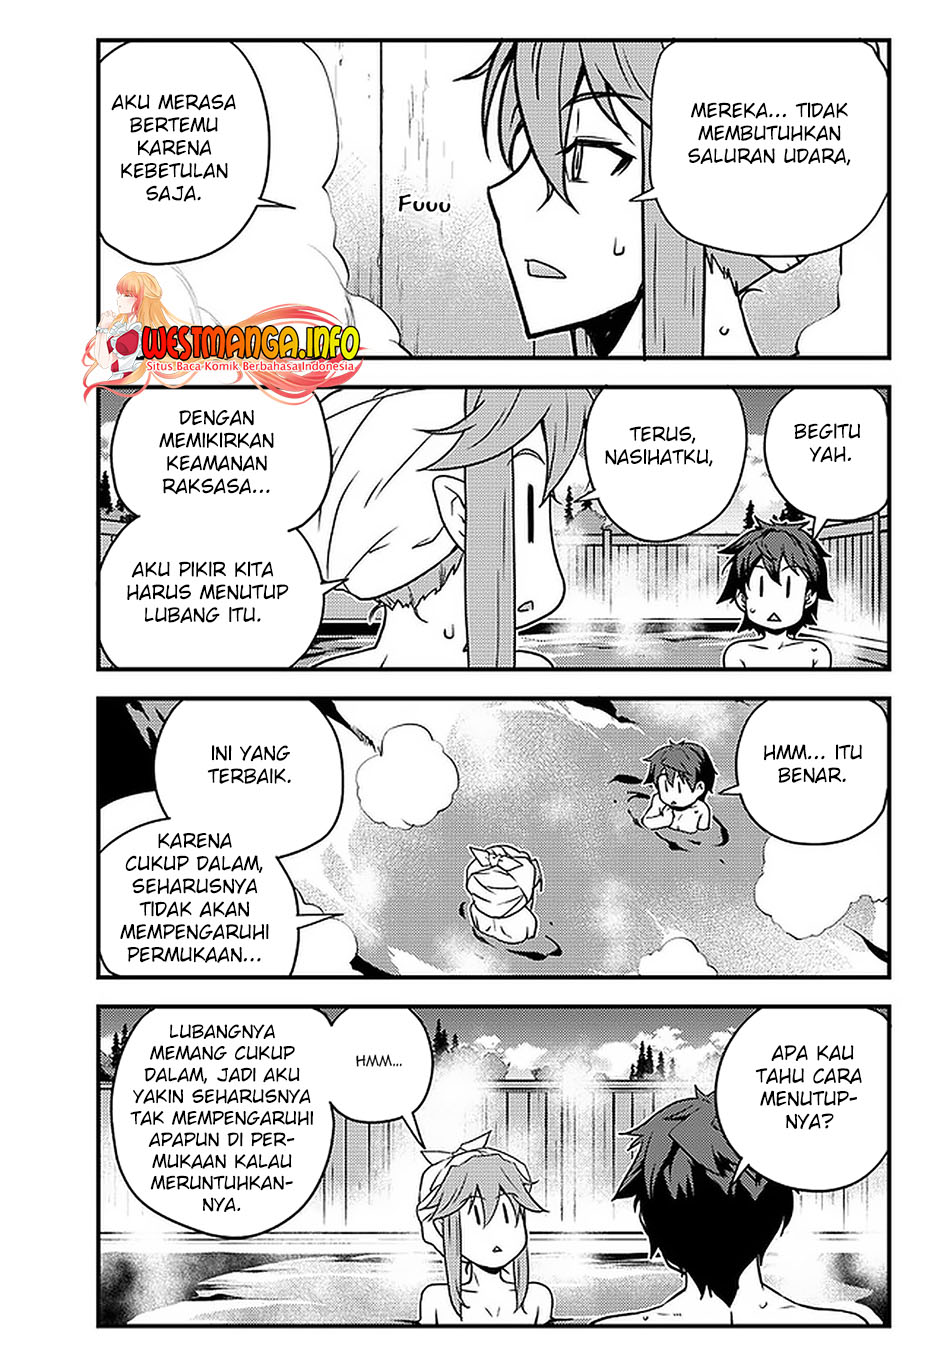 MEREKA... TIDAK
MEMBUTUHKAN
SALURAN UDARA,
AKU MERASA
BERTEMU
KARENA
KEBETULAN
SAJA.
Fuuu
WESTMANGA.INFO
Situs Baca Komik Berbahasa Indonesia
BEGITU
YAH.
TERUS,
NASIHATKU,
DENGAN
MEMIKIRKAN
KEAMANAN
RAKSASA...
AKU PIKIR KITA
HARUS MENUTUP
LUBANG ITU.
HMM... ITU
BENAR.
INI YANG
TERBAIK.
KARENA
CUKUP DALAM,
SEHARUSNYA
TIDAK AKAN
MEMPENGARUHI
PERMUKAAN...
APA KAU
TAHU CARA
MENUTUP-
NYA?
HMM...
LUBANGNYA
MEMANG CUKUP
DALAM, JADI AKU
YAKIN SEHARUSNYA
TAK MEMPENGARUHI
APAPUN DI PER-
MUKAAN KALAU
MERUNTUHKAN-
NYA.